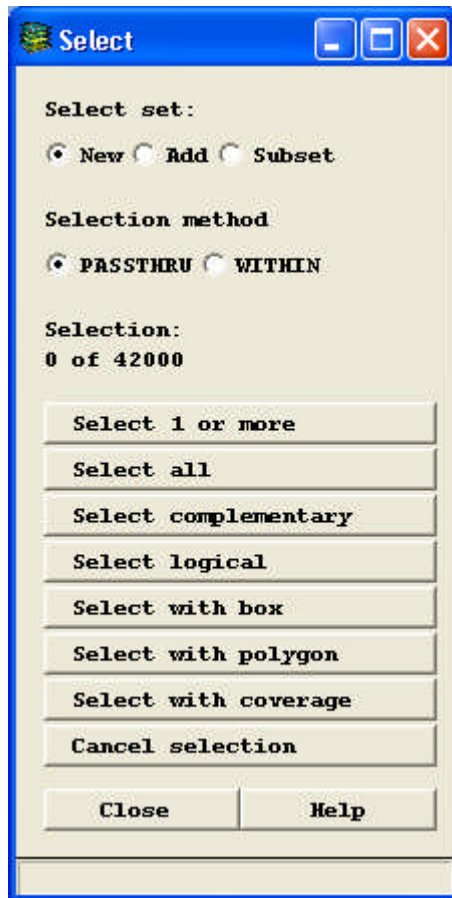 Select
Select set:
New Add Subset
Selection method
PASSTHRU WITHIN
Selection:
0 of 42000
Select 1 or more
Select all
Select complementary
Select logical
Select with box
Select with polygon
Select with coverage
Cancel selection
Close Help